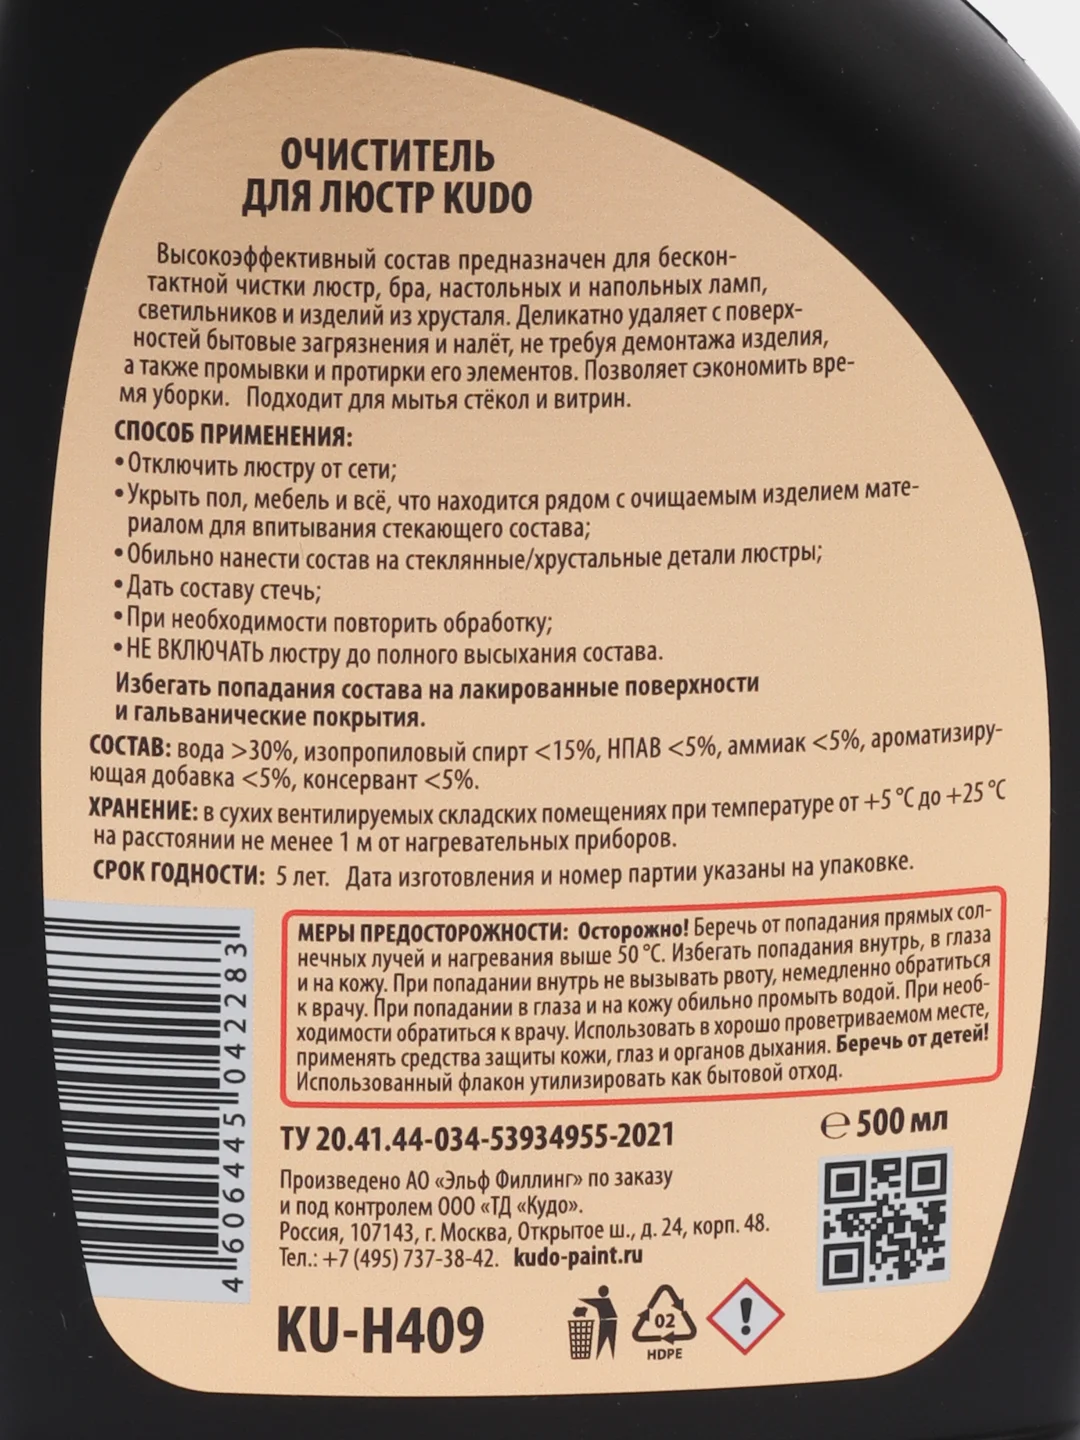 ОЧИСТИТЕЛЬ
ДЛЯ ЛЮСТР KUDO
Высокоэффективный состав предназначен для бескон-
тактной чистки люстр, бра, настольных и напольных ламп,
светильников и изделий из хрусталя. Деликатно удаляет с поверх-
ностей бытовые загрязнения и налёт, не требуя демонтажа изделия,
а также промывки и протирки его элементов. Позволяет сэкономить вре-
мя уборки. Подходит для мытья стёкол и витрин.
СПОСОБ ПРИМЕНЕНИЯ:
• Отключить люстру от сети;
• Укрыть пол, мебель и всё, что находится рядом с очищаемым изделием мате-
риалом для впитывания стекающего состава;
• Обильно нанести состав на стеклянные/хрустальные детали люстры;
• Дать составу стечь;
• При необходимости повторить обработку;
• НЕ ВКЛЮЧАТЬ люстру до полного высыхания состава.
Избегать попадания состава на лакированные поверхности
и гальванические покрытия.
СОСТАВ: вода >30%, изопропиловый спирт <15%, НПАВ <5%, аммиак <5%, ароматизиру-
ющая добавка <5%, консервант <5%.
ХРАНЕНИЕ: в сухих вентилируемых складских помещениях при температуре от +5 °С до +25 °С
на расстоянии не менее 1 м от нагревательных приборов.
СРОК ГОДНОСТИ: 5 лет. Дата изготовления и номер партии указаны на упаковке.
МЕРЫ ПРЕДОСТОРОЖНОСТИ: Осторожно! Беречь от попадания прямых сол-
нечных лучей и нагревания выше 50 °С. Избегать попадания внутрь, в глаза
и на кожу. При попадании внутрь не вызывать рвоту, немедленно обратиться
к врачу. При попадании в глаза и на кожу обильно промыть водой. При необ-
ходимости обратиться к врачу. Использовать в хорошо проветриваемом месте,
применять средства защиты кожи, глаз и органов дыхания. Беречь от детей!
Использованный флакон утилизировать как бытовой отход.
4 606445 042283
ТУ 20.41.44-034-53934955-2021
℮ 500 мл
Произведено АО «Эльф Филлинг» по заказу
и под контролем ООО «ТД «Кудо».
Россия, 107143, г. Москва, Открытое ш., д. 24, корп. 48.
Тел.: +7 (495) 737-38-42. kudo-paint.ru
KU-H409
02
HDPE